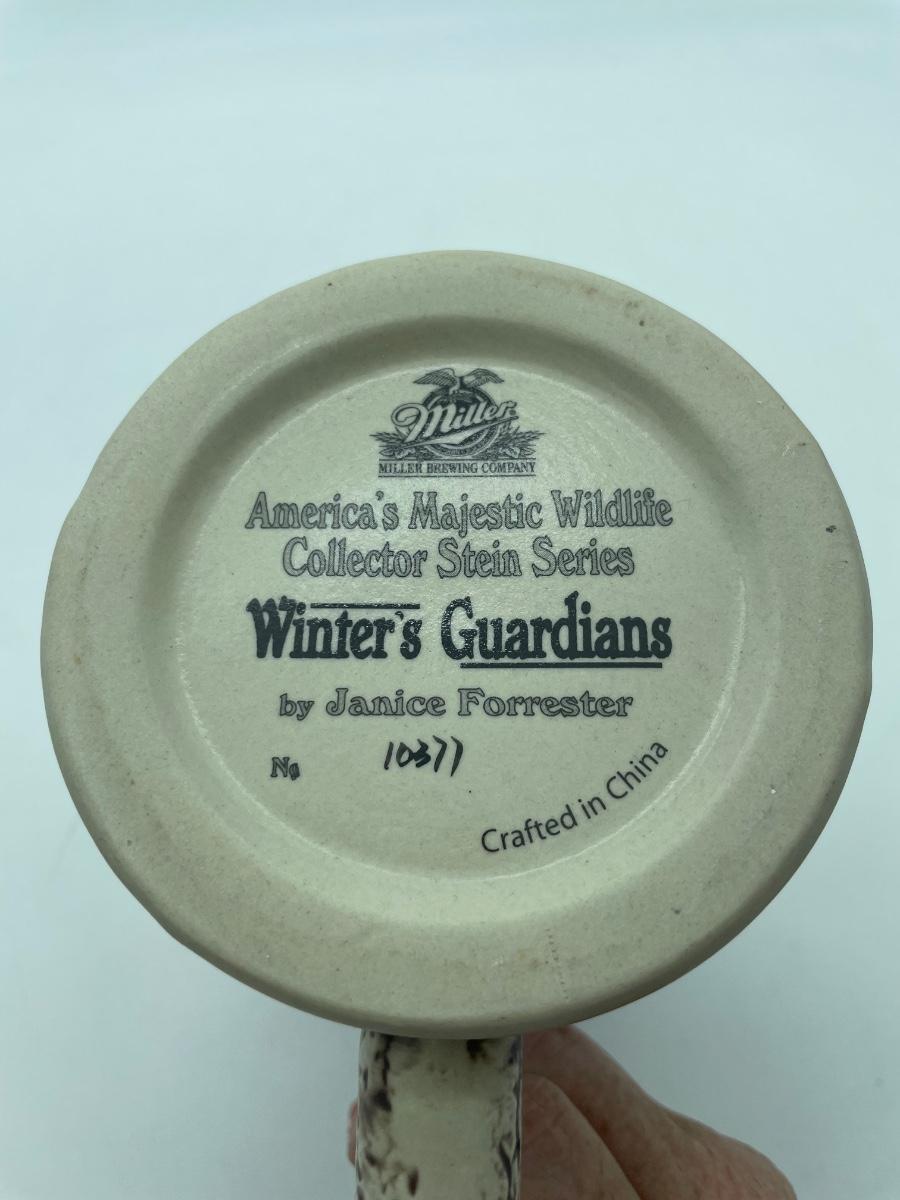 Miller
MILLER BREWING COMPANY
America's Majestic Wildlife
Collector Stein Series
Winter's Guardians
by Janice Forrester
No 10377
Crafted in China